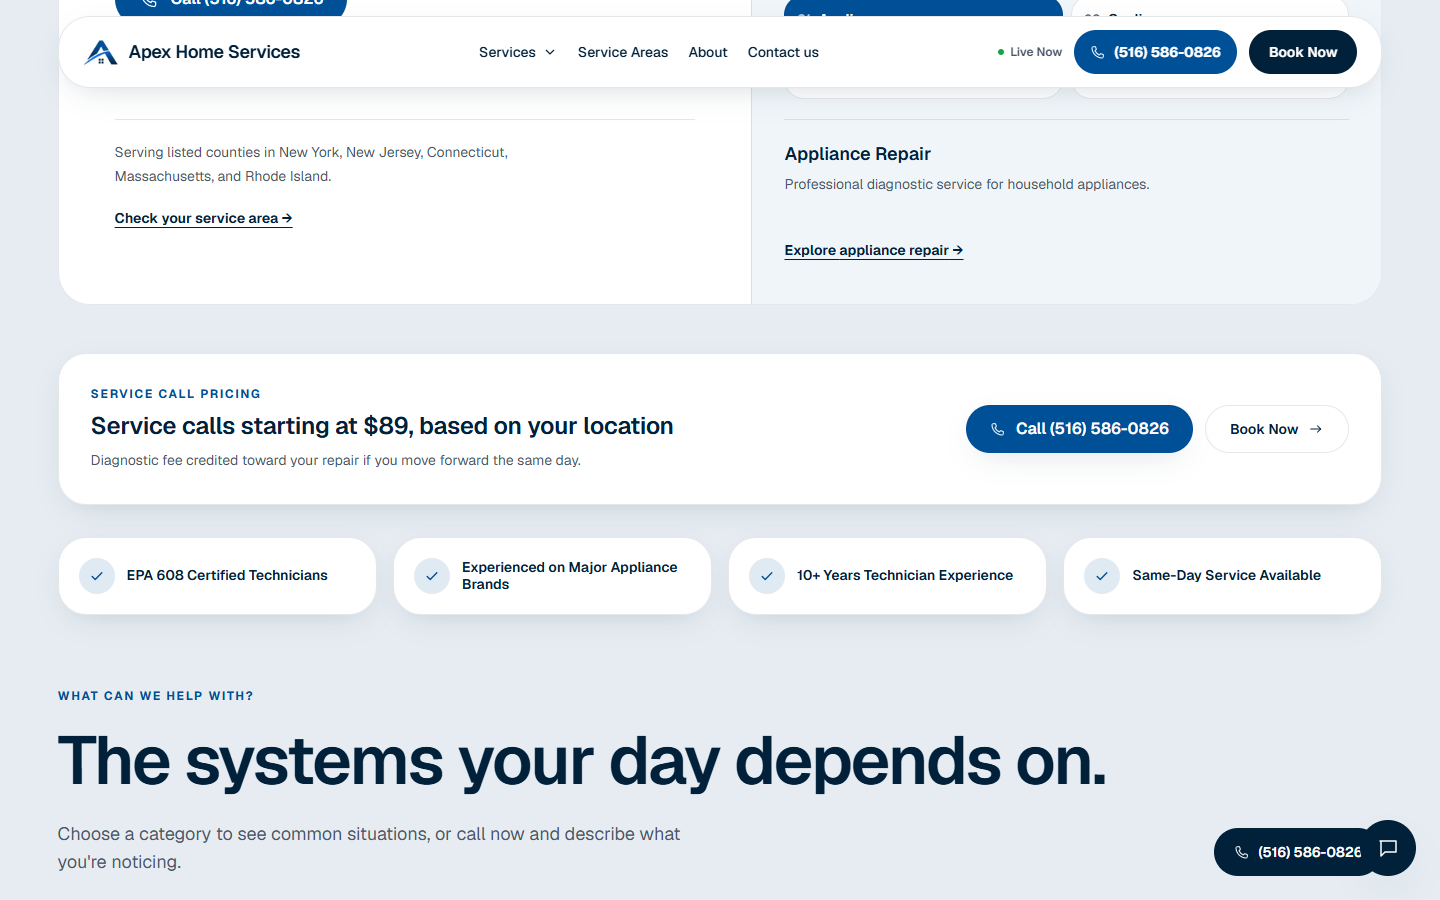 Apex Home Services
Services
Service Areas
About
Contact us
Live Now
(516) 586-0826
Book Now
Serving listed counties in New York, New Jersey, Connecticut,
Massachusetts, and Rhode Island.
Check your service area →
Appliance Repair
Professional diagnostic service for household appliances.
Explore appliance repair →
SERVICE CALL PRICING
Service calls starting at $89, based on your location
Diagnostic fee credited toward your repair if you move forward the same day.
Call (516) 586-0826
Book Now →
EPA 608 Certified Technicians
Experienced on Major Appliance
Brands
10+ Years Technician Experience
Same-Day Service Available
WHAT CAN WE HELP WITH?
The systems your day depends on.
Choose a category to see common situations, or call now and describe what
you're noticing.
(516) 586-0826